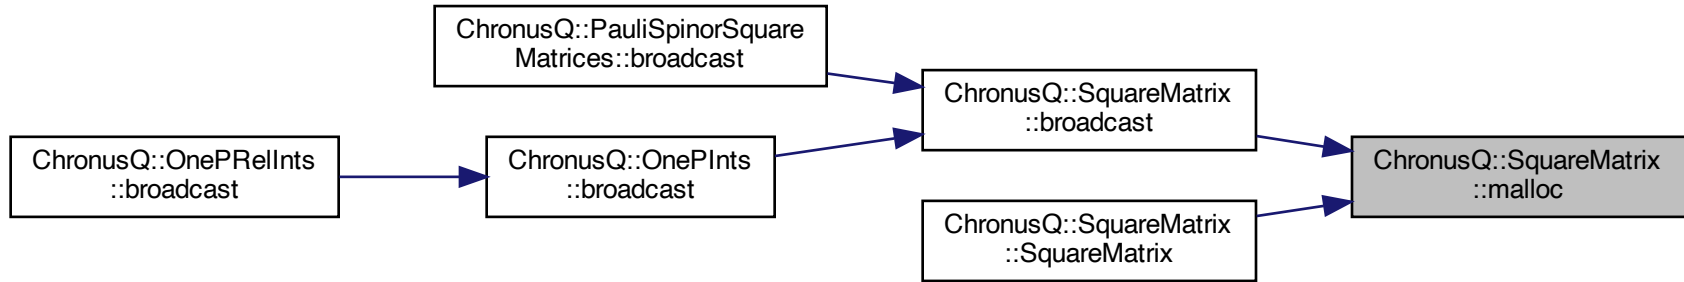 ChronusQ::PauliSpinorSquare
Matrices::broadcast
ChronusQ::OnePRelInts
::broadcast
ChronusQ::OnePInts
::broadcast
ChronusQ::SquareMatrix
::broadcast
ChronusQ::SquareMatrix
::SquareMatrix
ChronusQ::SquareMatrix
::malloc